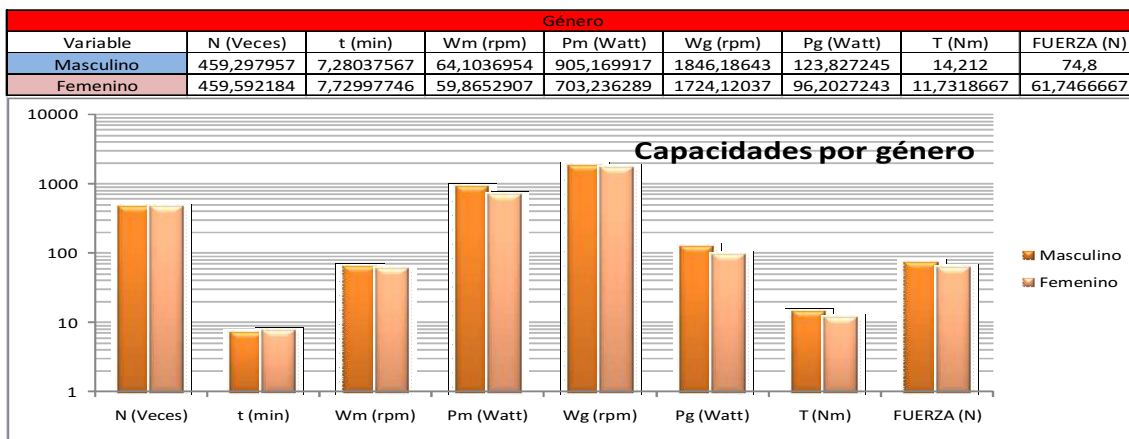 Género
Variable N (Veces) t (min) Wm (rpm) Pm (Watt) Wg (rpm) Pg (Watt) T (Nm) FUERZA (N)
Masculino 459,297957 7,28037567 64,1036954 905,169917 1846,18643 123,827245 14,212 74,8
Femenino 459,592184 7,72997746 59,8652907 703,236289 1724,12037 96,2027243 11,7318667 61,7466667
Capacidades por género
10000
1000
100
10
1
N (Veces) t (min) Wm (rpm) Pm (Watt) Wg (rpm) Pg (Watt) T (Nm) FUERZA (N)
Masculino
Femenino